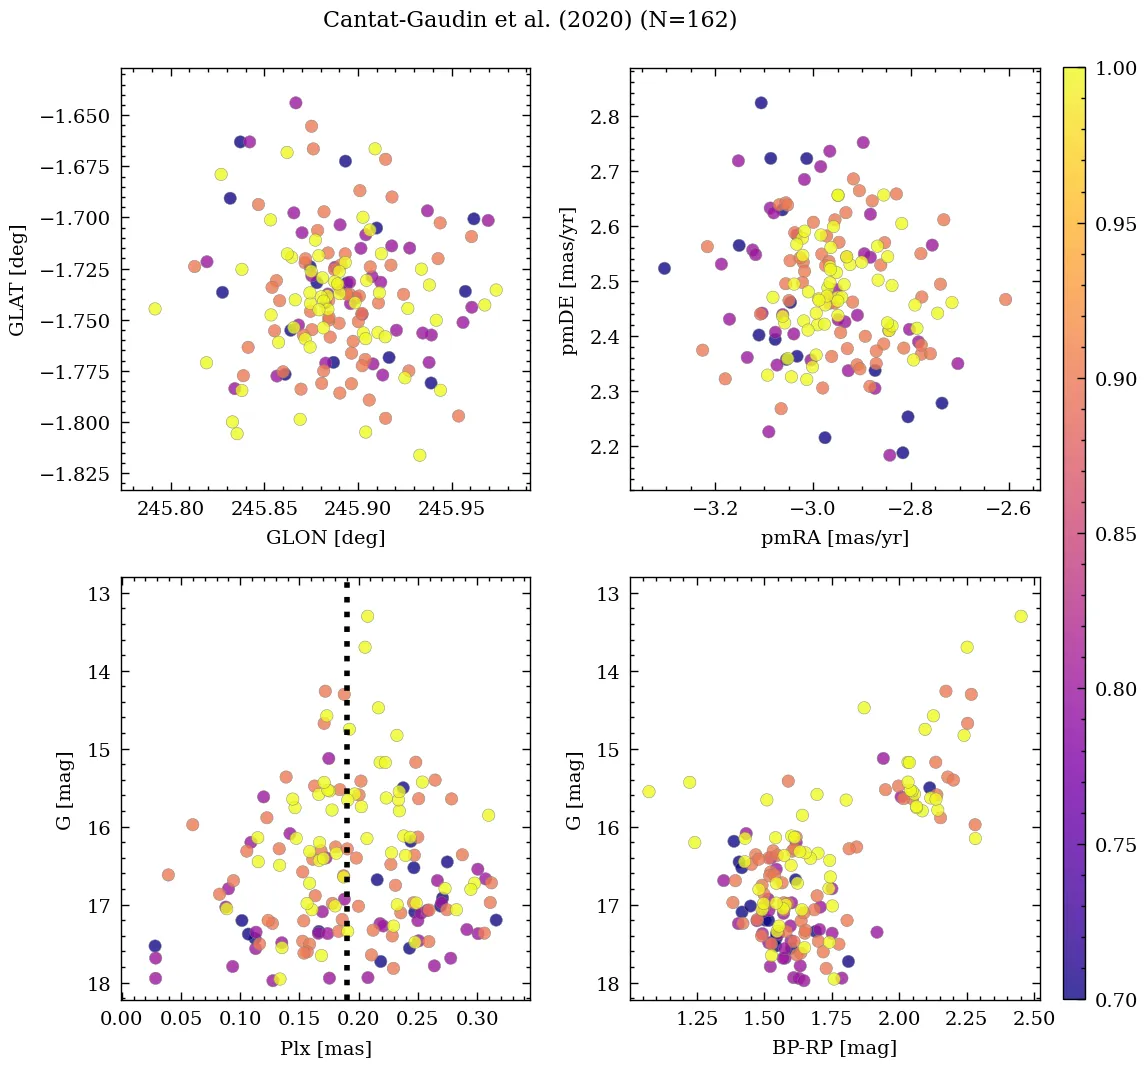 Cantat-Gaudin et al. (2020) (N=162)
GLAT [deg]
−1.650
−1.675
−1.700
−1.725
−1.750
−1.775
−1.800
−1.825
245.80 245.85 245.90 245.95
GLON [deg]
pmDE [mas/yr]
2.8
2.7
2.6
2.5
2.4
2.3
2.2
−3.2 −3.0 −2.8 −2.6
pmRA [mas/yr]
G [mag]
13
14
15
16
17
18
0.00 0.05 0.10 0.15 0.20 0.25 0.30
Plx [mas]
G [mag]
13
14
15
16
17
18
1.25 1.50 1.75 2.00 2.25 2.50
BP-RP [mag]
1.00
0.95
0.90
0.85
0.80
0.75
0.70